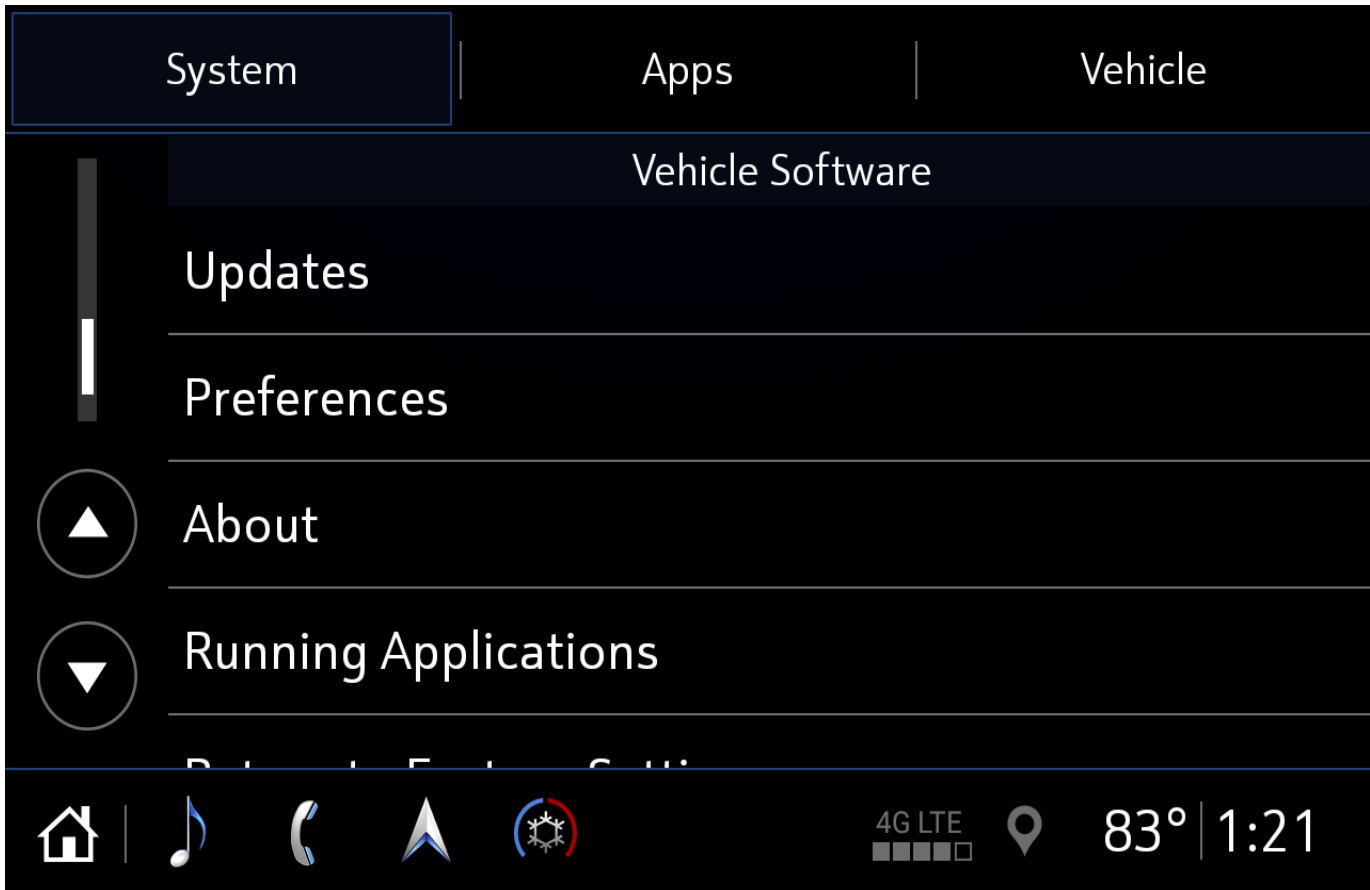 System
Apps
Vehicle
Vehicle Software
Updates
Preferences
About
Running Applications
4G LTE
83° 1:21